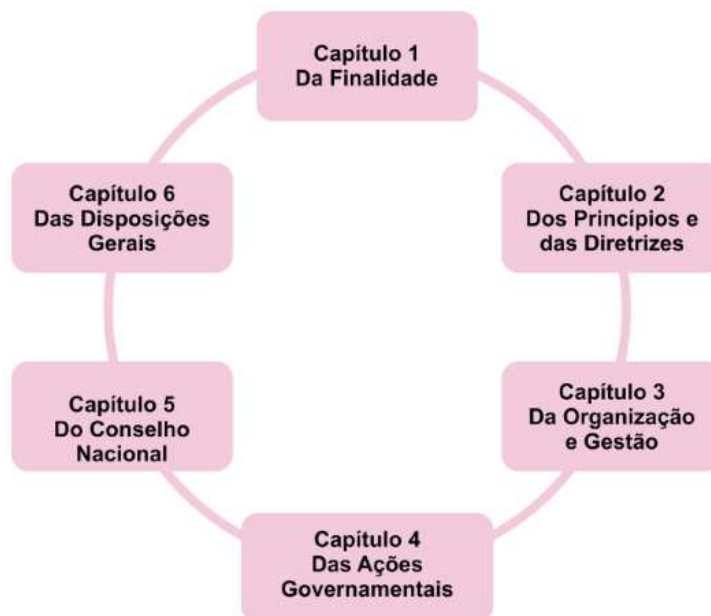 Capítulo 1
Da Finalidade
Capítulo 2
Dos Princípios e
das Diretrizes
Capítulo 3
Da Organização
e Gestão
Capítulo 4
Das Ações
Governamentais
Capítulo 5
Do Conselho
Nacional
Capítulo 6
Das Disposições
Gerais